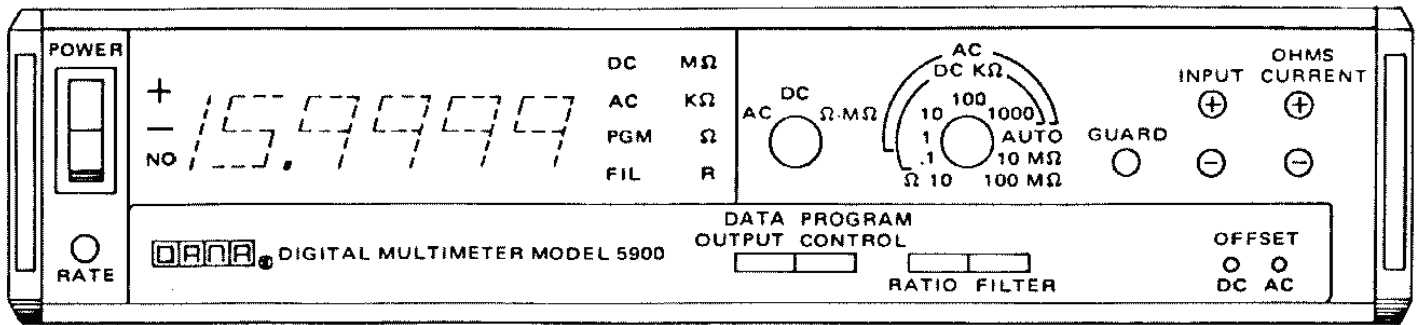 POWER
+
−
NO
15.9999
DC MΩ
AC KΩ
PGM Ω
FIL R
AC DC Ω·MΩ
AC
DC KΩ
10 100 1000
1 AUTO
.1 10 MΩ
Ω 10 100 MΩ
GUARD
INPUT
OHMS
CURRENT
+ +
− −
RATE
DANA DIGITAL MULTIMETER MODEL 5900
DATA PROGRAM
OUTPUT CONTROL
RATIO FILTER
OFFSET
DC AC